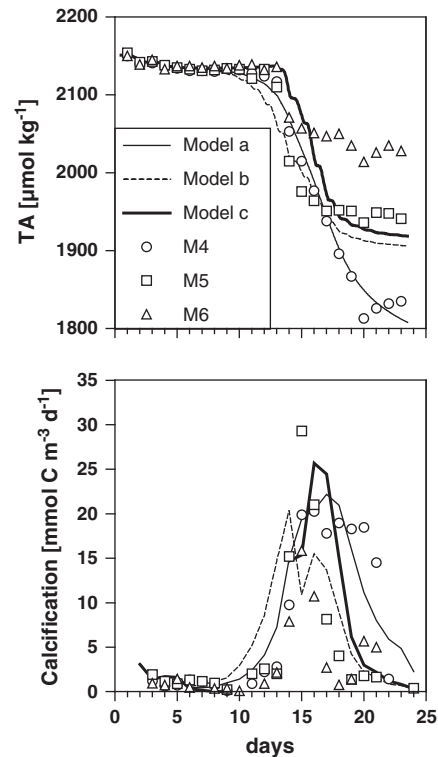 2200
2100
2000
1900
1800
TA [µmol kg⁻¹]
Model a
Model b
Model c
M4
M5
M6
35
30
25
20
15
10
5
0
Calcification [mmol C m⁻³ d⁻¹]
0 5 10 15 20 25
days